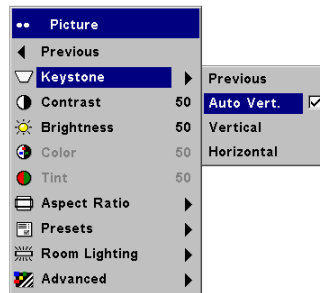 Picture
Previous
Keystone
Contrast 50
Brightness 50
Color 50
Tint 50
Aspect Ratio
Presets
Room Lighting
Advanced
Previous
Auto Vert.
Vertical
Horizontal